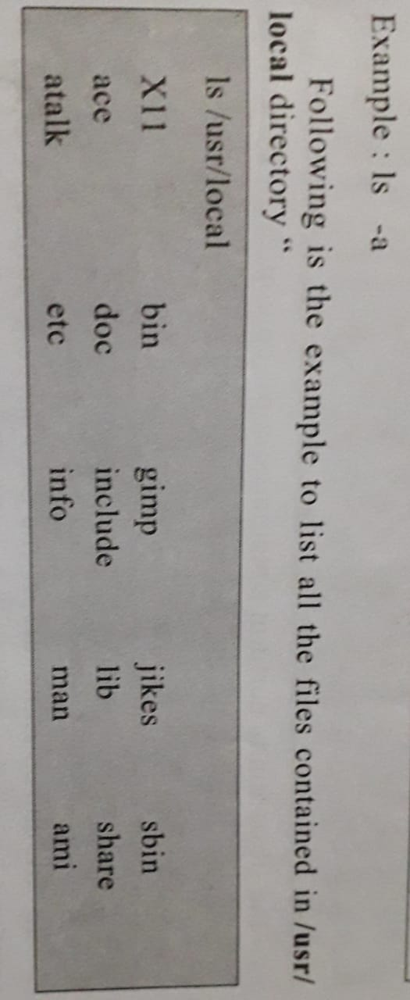 Example : ls -a
Following is the example to list all the files contained in /usr/
local directory “
ls /usr/local
X11 bin gimp jikes sbin
ace doc include lib share
atalk etc info man ami